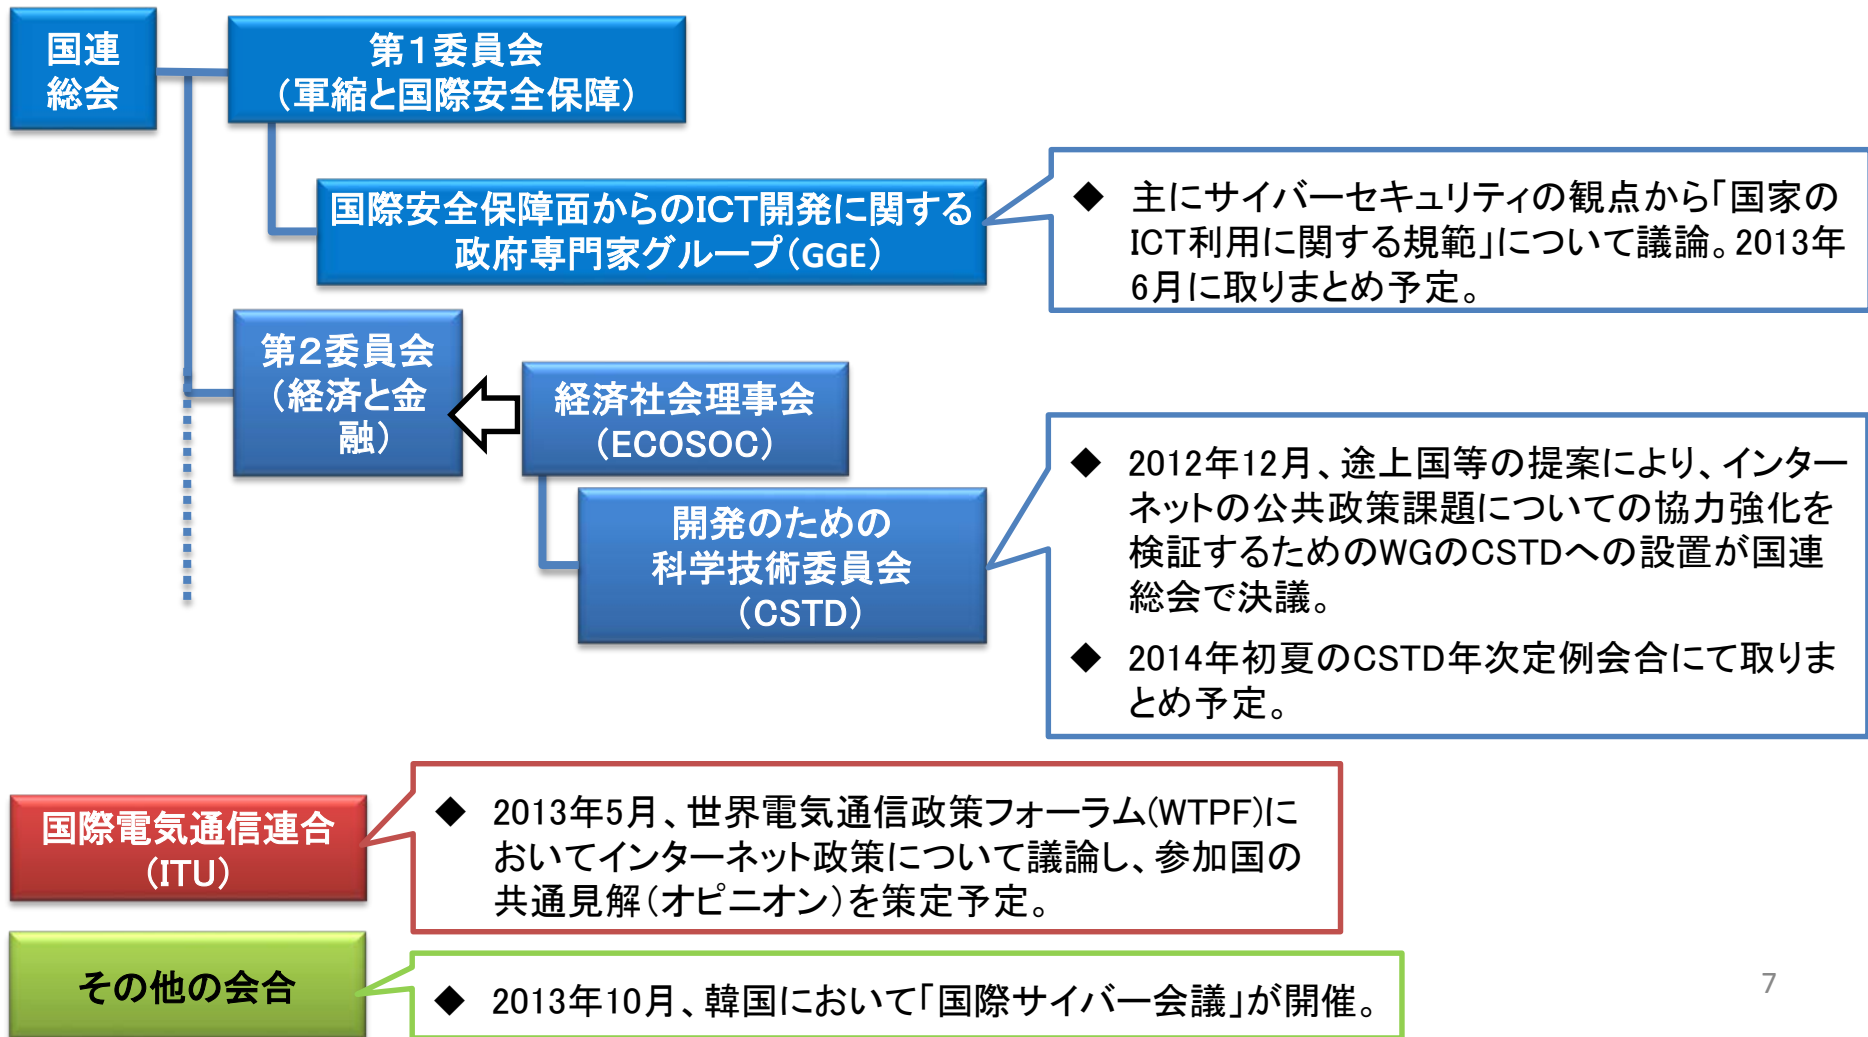 国連
総会
第１委員会
（軍縮と国際安全保障）
国際安全保障面からのICT開発に関する
政府専門家グループ（GGE）
◆ 主にサイバーセキュリティの観点から「国家の
ICT利用に関する規範」について議論。2013年
6月に取りまとめ予定。
第２委員会
（経済と金
融）
経済社会理事会
（ECOSOC）
開発のための
科学技術委員会
（CSTD）
◆ 2012年12月、途上国等の提案により、インター
ネットの公共政策課題についての協力強化を
検証するためのWGのCSTDへの設置が国連
総会で決議。
◆ 2014年初夏のCSTD年次定例会合にて取りま
とめ予定。
国際電気通信連合
（ITU）
◆ 2013年5月、世界電気通信政策フォーラム(WTPF)に
おいてインターネット政策について議論し、参加国の
共通見解（オピニオン）を策定予定。
その他の会合
◆ 2013年10月、韓国において「国際サイバー会議」が開催。
7